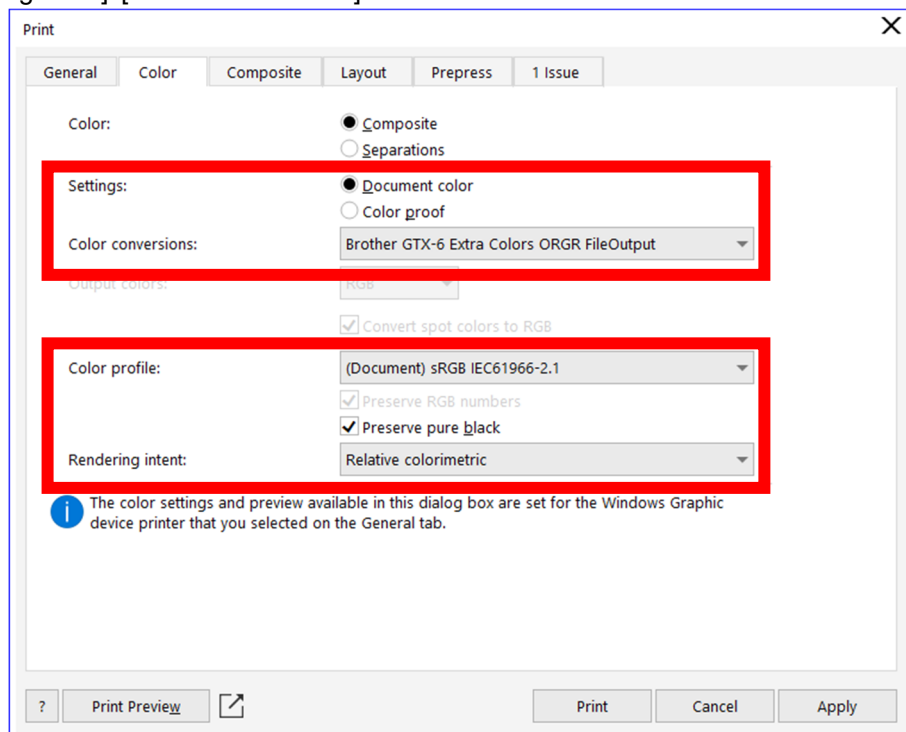 Print
General Color Composite Layout Prepress 1 Issue
Color: Composite
Separations
Settings: Document color
Color proof
Color conversions: Brother GTX-6 Extra Colors ORGR FileOutput
Output colors: RGB
Convert spot colors to RGB
Color profile: (Document) sRGB IEC61966-2.1
Preserve RGB numbers
Preserve pure black
Rendering intent: Relative colorimetric
The color settings and preview available in this dialog box are set for the Windows Graphic
device printer that you selected on the General tab.
? Print Preview Print Cancel Apply